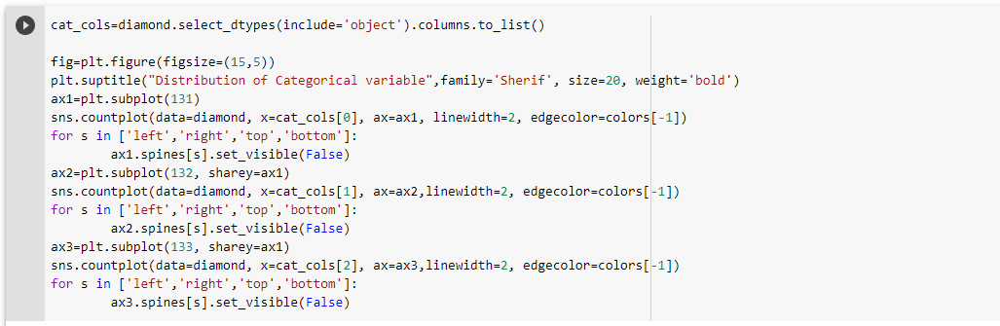 cat_cols=diamond.select_dtypes(include='object').columns.to_list()
fig=plt.figure(figsize=(15,5))
plt.suptitle("Distribution of Categorical variable",family='Sherif', size=20, weight='bold')
ax1=plt.subplot(131)
sns.countplot(data=diamond, x=cat_cols[0], ax=ax1, linewidth=2, edgecolor=colors[-1])
for s in ['left','right','top','bottom']:
        ax1.spines[s].set_visible(False)
ax2=plt.subplot(132, sharey=ax1)
sns.countplot(data=diamond, x=cat_cols[1], ax=ax2,linewidth=2, edgecolor=colors[-1])
for s in ['left','right','top','bottom']:
        ax2.spines[s].set_visible(False)
ax3=plt.subplot(133, sharey=ax1)
sns.countplot(data=diamond, x=cat_cols[2], ax=ax3,linewidth=2, edgecolor=colors[-1])
for s in ['left','right','top','bottom']:
        ax3.spines[s].set_visible(False)